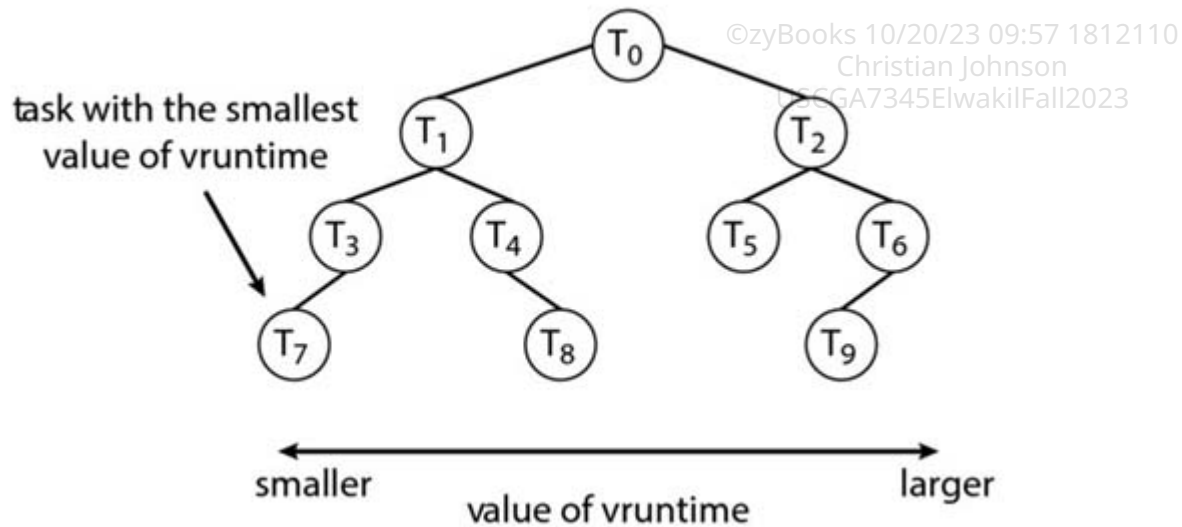 ©zyBooks 10/20/23 09:57 1812110
Christian Johnson
USCGA7345ElwakilFall2023
T₀
task with the smallest
value of vruntime
T₁
T₂
T₃
T₄
T₅
T₆
T₇
T₈
T₉
smaller
larger
value of vruntime